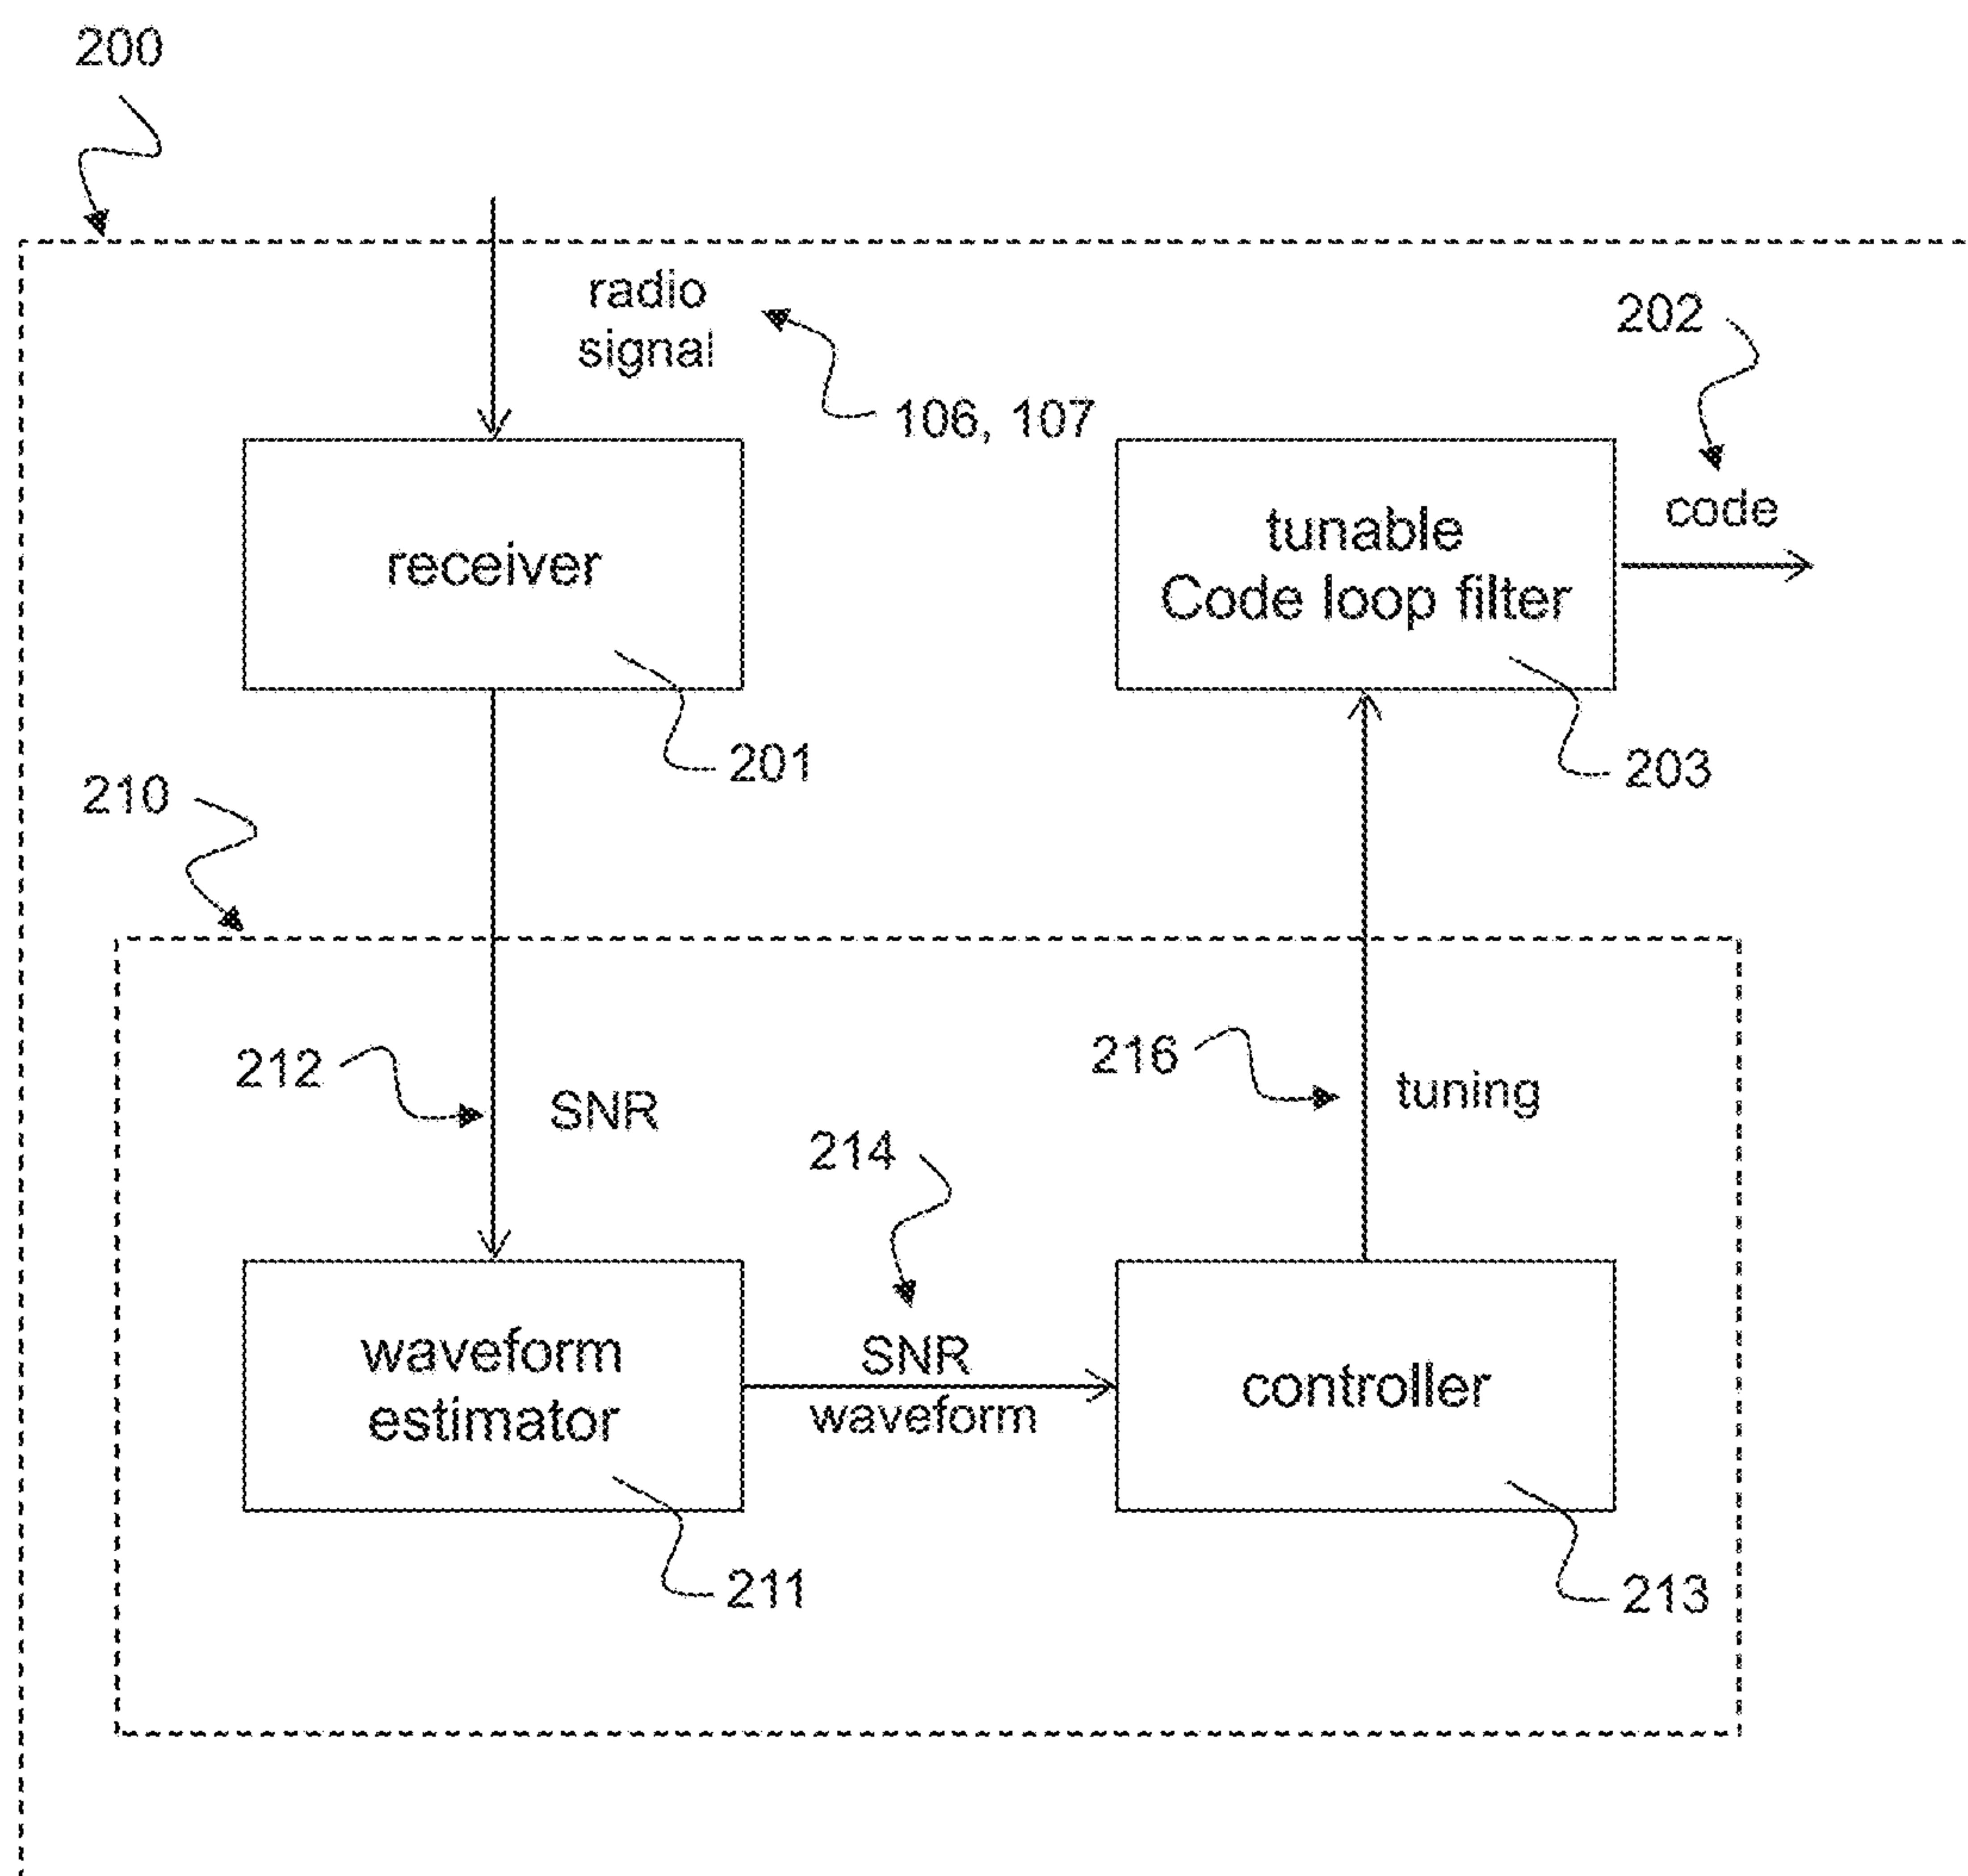 200
radio
signal
106, 107
202
code
receiver
201
tunable
Code loop filter
203
210
212
SNR
216
tuning
214
SNR
waveform
waveform
estimator
211
controller
213